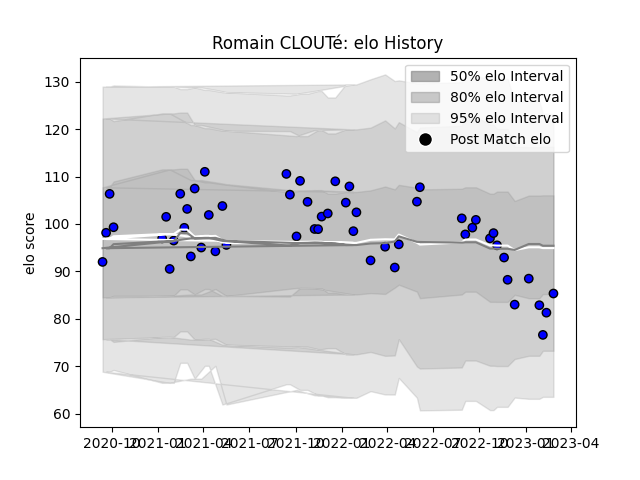 Romain CLOUTé: elo History
130
120
110
100
90
80
70
60
elo score
50% elo Interval
80% elo Interval
95% elo Interval
Post Match elo
2020-10 2021-01 2021-04 2021-07 2021-10 2022-01 2022-04 2022-07 2022-10 2023-01 2023-04